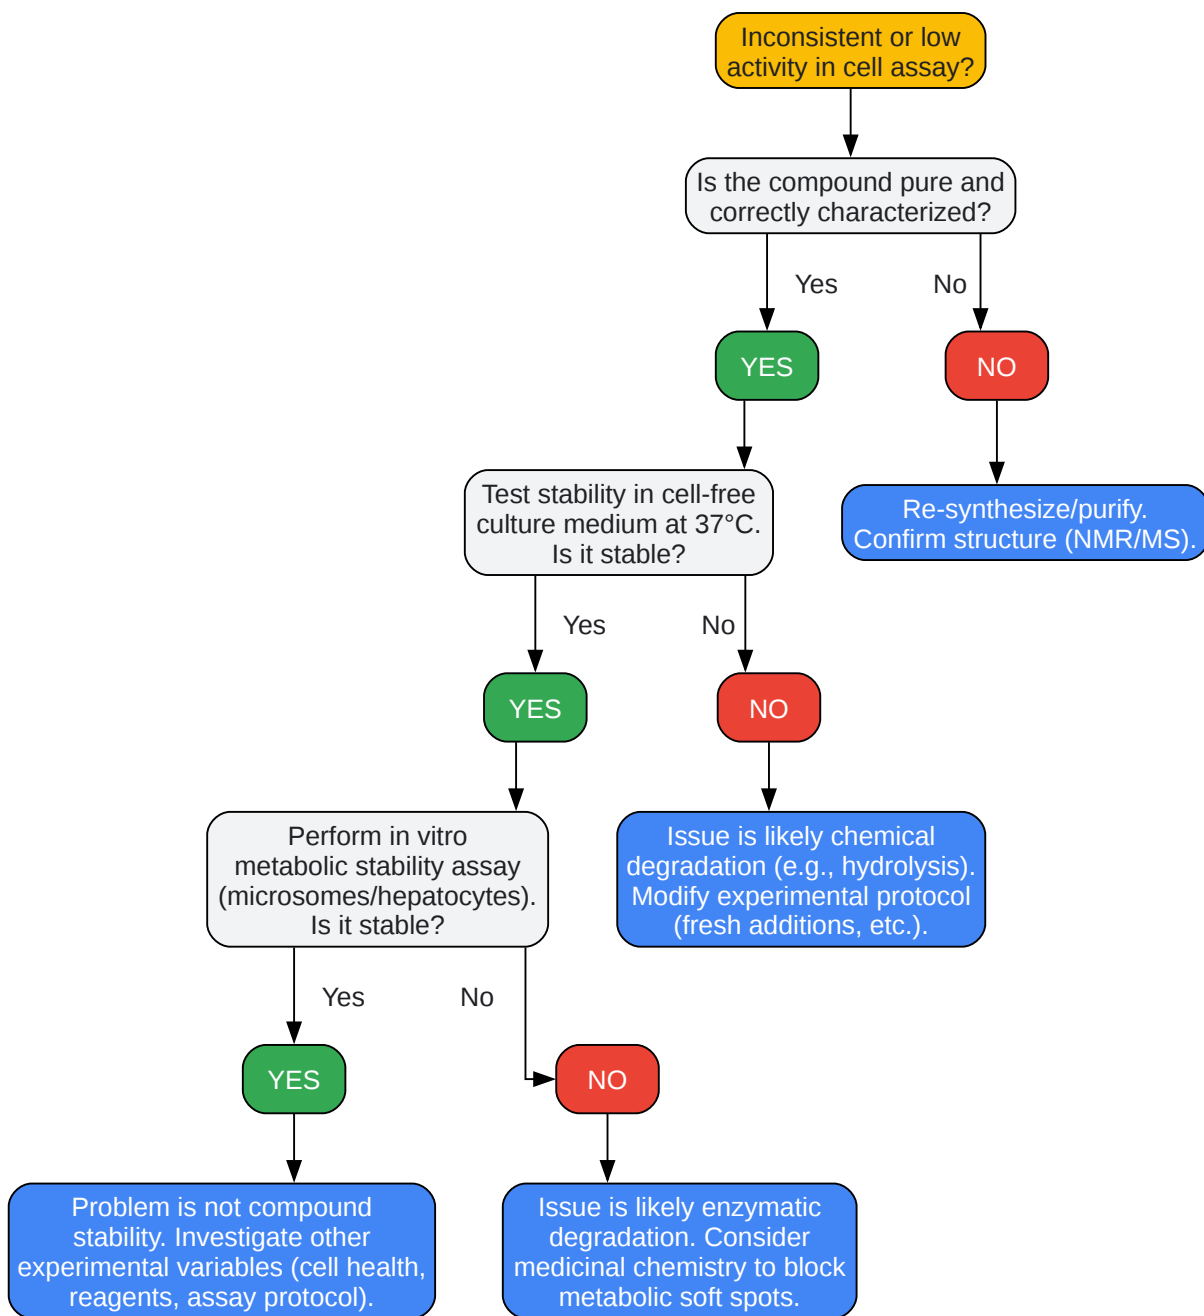 Inconsistent or low
activity in cell assay?
Is the compound pure and
correctly characterized?
Yes
No
YES
NO
Test stability in cell-free
culture medium at 37°C.
Is it stable?
Re-synthesize/purify.
Confirm structure (NMR/MS).
Yes
No
YES
NO
Perform in vitro
metabolic stability assay
(microsomes/hepatocytes).
Is it stable?
Issue is likely chemical
degradation (e.g., hydrolysis).
Modify experimental protocol
(fresh additions, etc.).
Yes
No
YES
NO
Problem is not compound
stability. Investigate other
experimental variables (cell health,
reagents, assay protocol).
Issue is likely enzymatic
degradation. Consider
medicinal chemistry to block
metabolic soft spots.